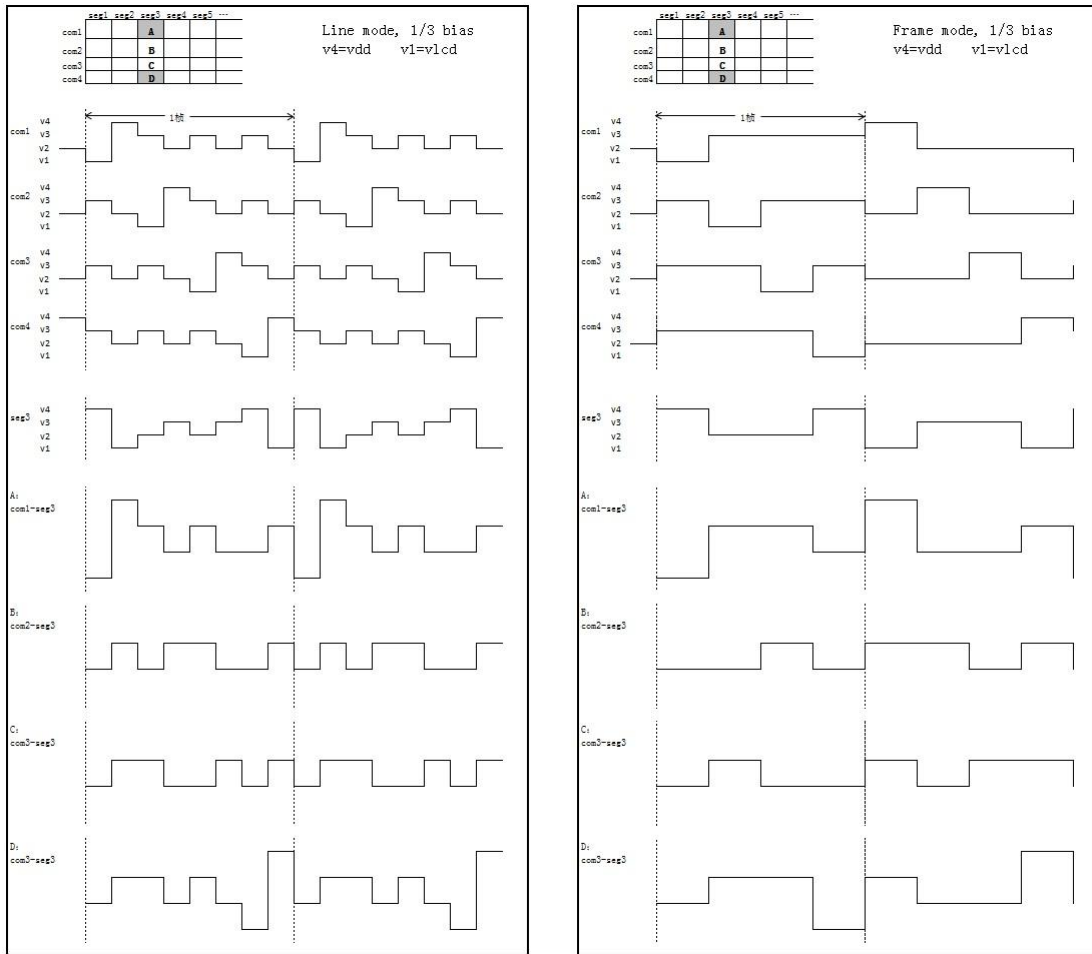 seg1 seg2 seg3 seg4 seg5 ---
com1 A
com2 B
com3 C
com4 D
Line mode, 1/3 bias
v4=vdd v1=vlcd
1帧
com1 v4
v3
v2
v1
com2 v4
v3
v2
v1
com3 v4
v3
v2
v1
com4 v4
v3
v2
v1
seg3 v4
v3
v2
v1
A:
com1-seg3
B:
com2-seg3
C:
com3-seg3
D:
com3-seg3
seg1 seg2 seg3 seg4 seg5 ---
com1 A
com2 B
com3 C
com4 D
Frame mode, 1/3 bias
v4=vdd v1=vlcd
1帧
com1 v4
v3
v2
v1
com2 v4
v3
v2
v1
com3 v4
v3
v2
v1
com4 v4
v3
v2
v1
seg3 v4
v3
v2
v1
A:
com1-seg3
B:
com2-seg3
C:
com3-seg3
D:
com3-seg3